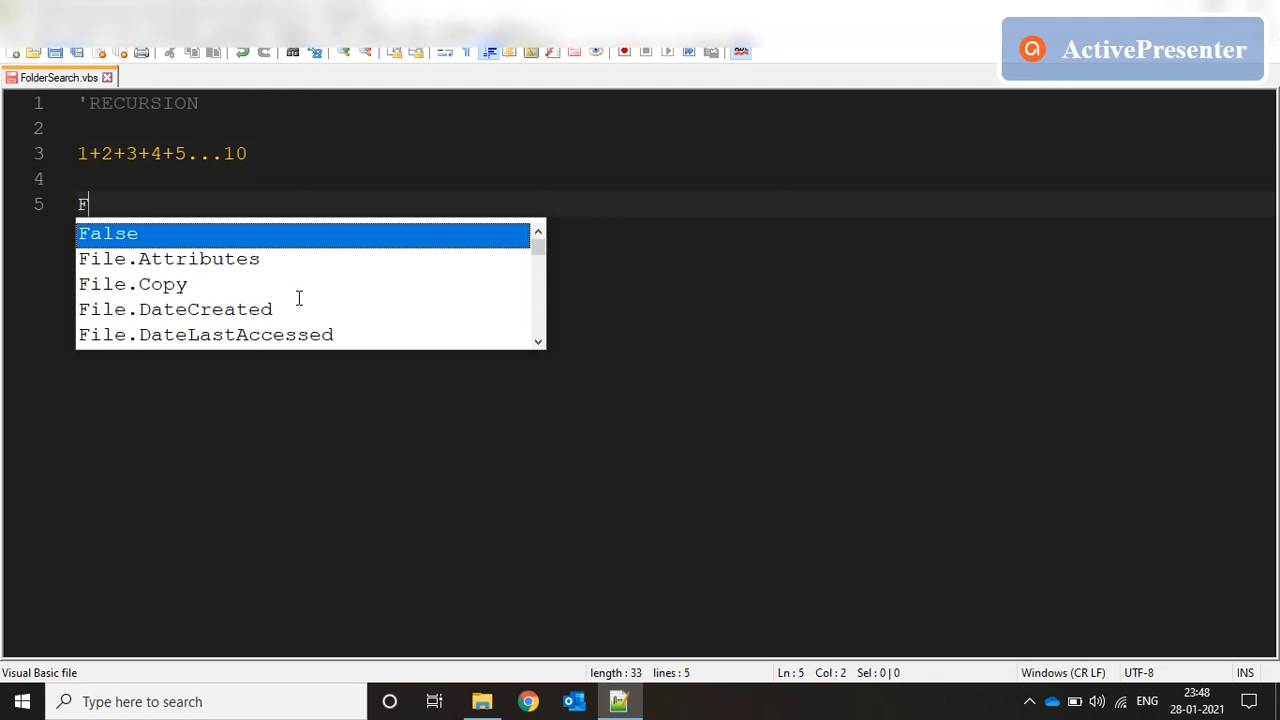 ActivePresenter
FolderSearch.vbs
1 'RECURSION
2
3 1+2+3+4+5...10
4
5 F
False
File.Attributes
File.Copy
File.DateCreated
File.DateLastAccessed
Visual Basic file length : 33 lines : 5 Ln : 5 Col : 2 Sel : 0 | 0 Windows (CR LF) UTF-8 INS
Type here to search
ENG
23:48
28-01-2021